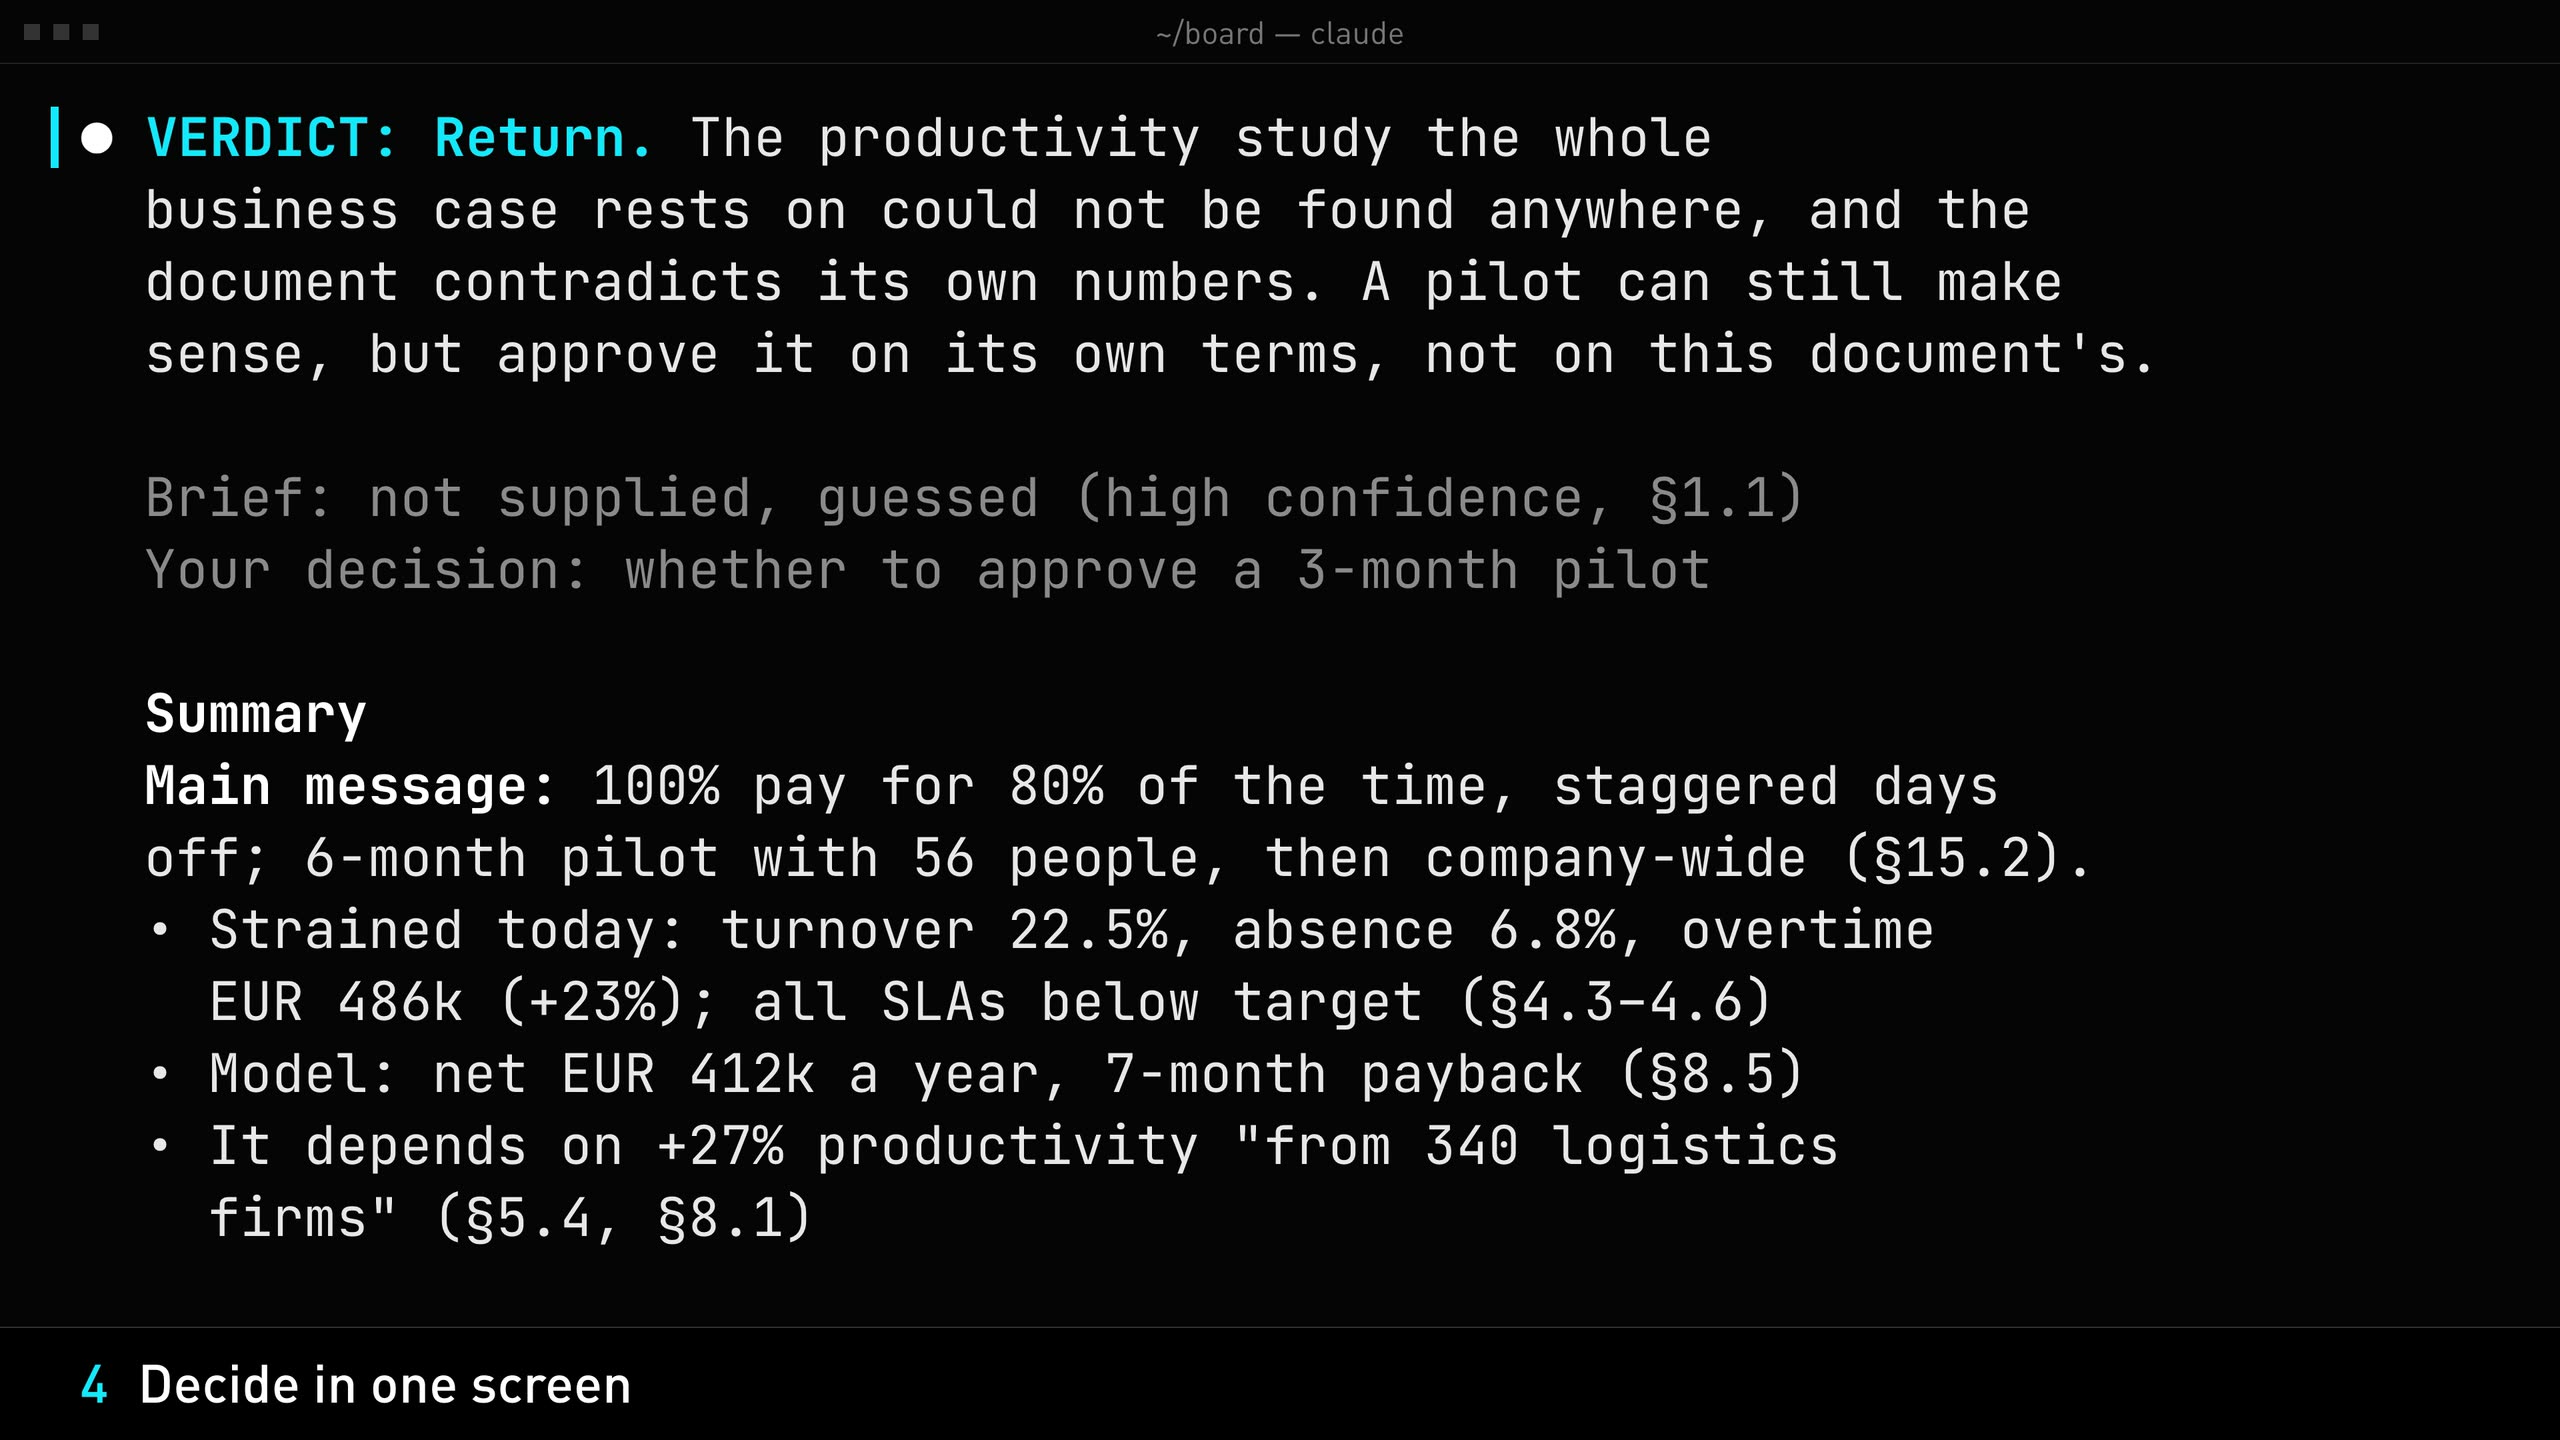 ~/board — claude
● VERDICT: Return. The productivity study the whole
business case rests on could not be found anywhere, and the
document contradicts its own numbers. A pilot can still make
sense, but approve it on its own terms, not on this document's.
Brief: not supplied, guessed (high confidence, §1.1)
Your decision: whether to approve a 3-month pilot
Summary
Main message: 100% pay for 80% of the time, staggered days
off; 6-month pilot with 56 people, then company-wide (§15.2).
• Strained today: turnover 22.5%, absence 6.8%, overtime
EUR 486k (+23%); all SLAs below target (§4.3–4.6)
• Model: net EUR 412k a year, 7-month payback (§8.5)
• It depends on +27% productivity "from 340 logistics
firms" (§5.4, §8.1)
4 Decide in one screen